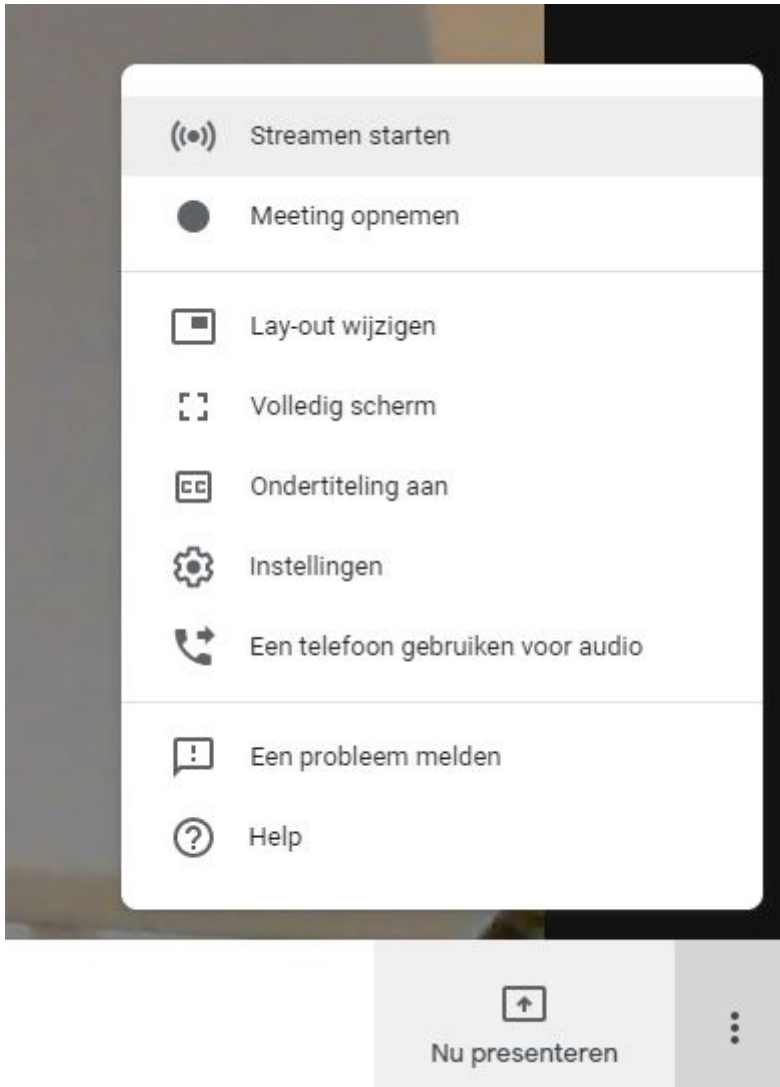 Streamen starten
Meeting opnemen
Lay-out wijzigen
Volledig scherm
CC Ondertiteling aan
Instellingen
Een telefoon gebruiken voor audio
Een probleem melden
Help
Nu presenteren